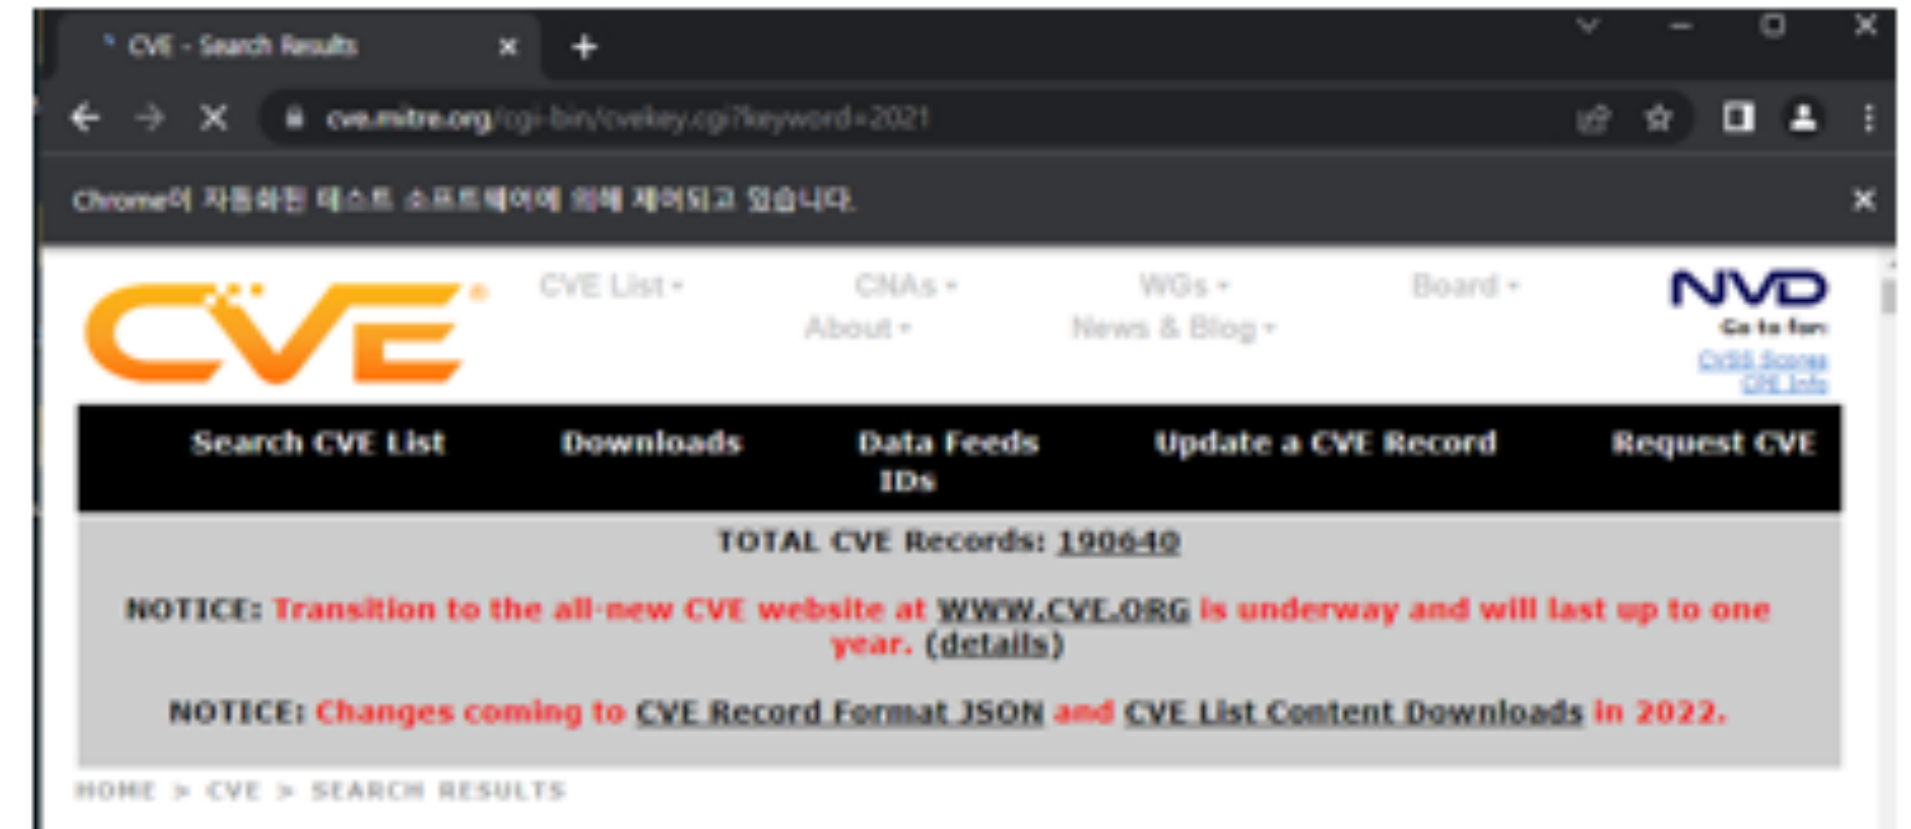 CVE - Search Results
cve.mitre.org/cgi-bin/cvekey.cgi?keyword=2021
Chrome이 자동화된 테스트 소프트웨어에 의해 제어되고 있습니다.
CVE
CVE List CNAs WGs Board
About News & Blog
NVD
Go to for:
CVSS Scores
CPE Info
Search CVE List Downloads Data Feeds Update a CVE Record Request CVE
IDs
TOTAL CVE Records: 190640
NOTICE: Transition to the all-new CVE website at WWW.CVE.ORG is underway and will last up to one
year. (details)
NOTICE: Changes coming to CVE Record Format JSON and CVE List Content Downloads in 2022.
HOME > CVE > SEARCH RESULTS